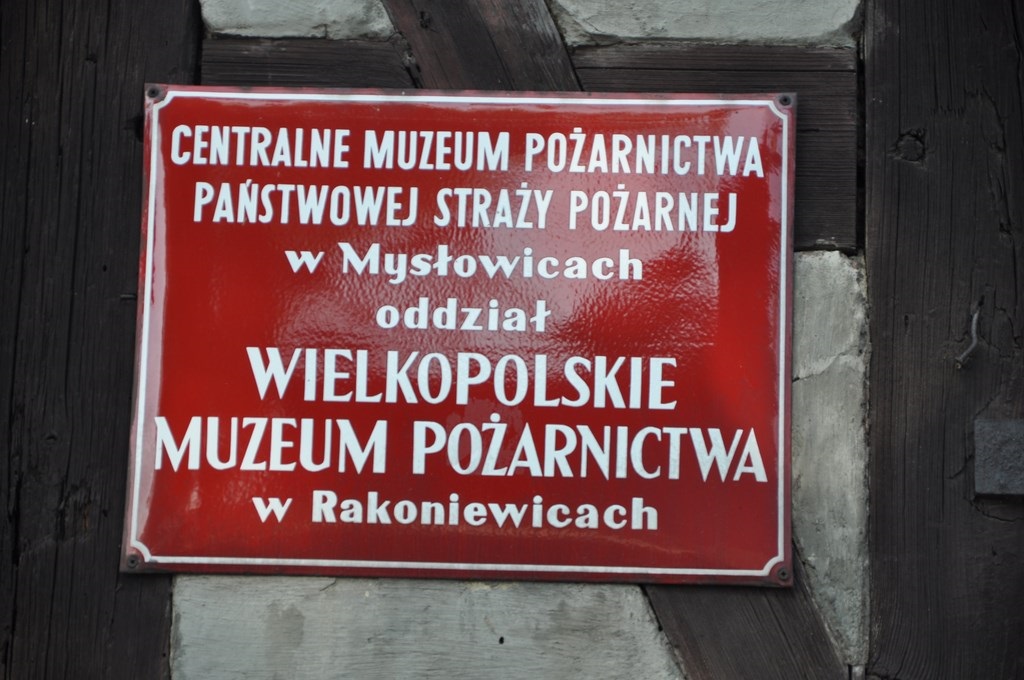 CENTRALNE MUZEUM POŻARNICTWA
PAŃSTWOWEJ STRAŻY POŻARNEJ
w Mysłowicach
oddział
WIELKOPOLSKIE
MUZEUM POŻARNICTWA
w Rakoniewicach